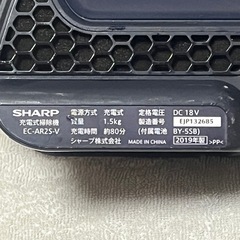 SHARP 電源方式 充電式 定格電圧 DC 18V
EC-AR2S-V 質量 1.5kg 製造番号 EJP132685
充電式掃除機 充電時間 約80分 (付属電池 BY-5SB)
シャープ株式会社 MADE IN CHINA 2019年製 >PP<